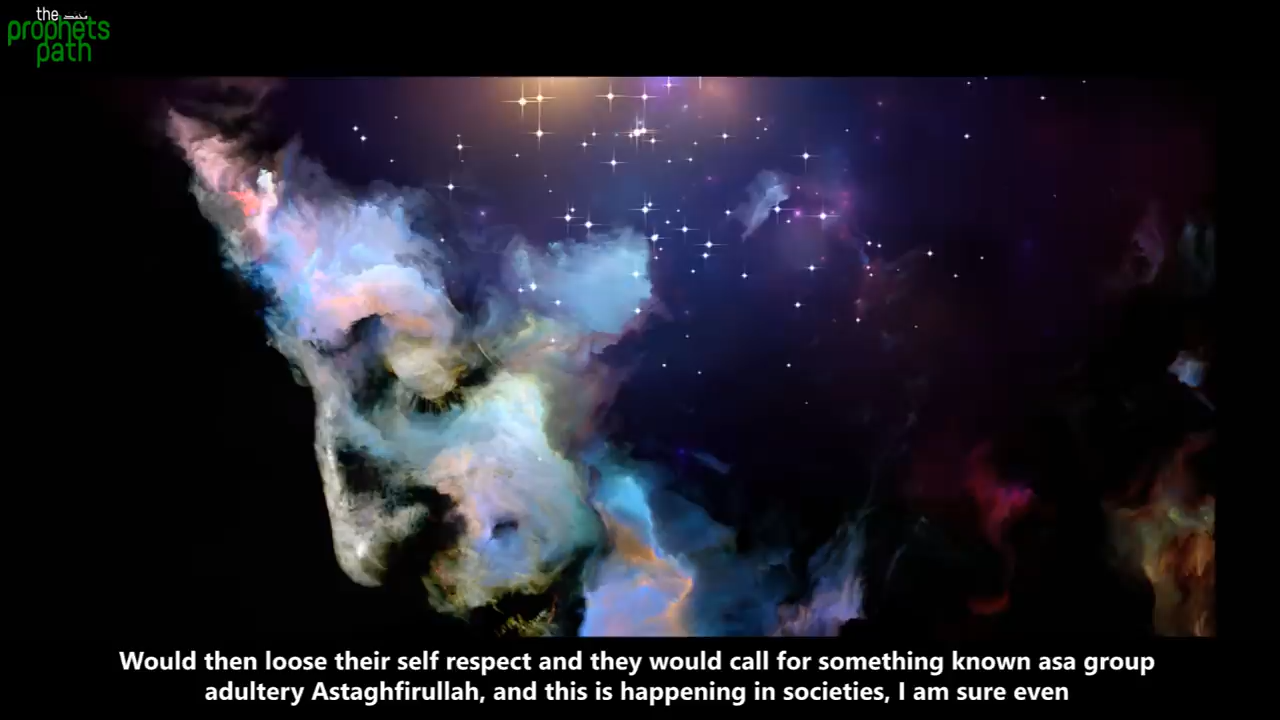 the
prophets
path
Would then loose their self respect and they would call for something known asa group
adultery Astaghfirullah, and this is happening in societies, I am sure even